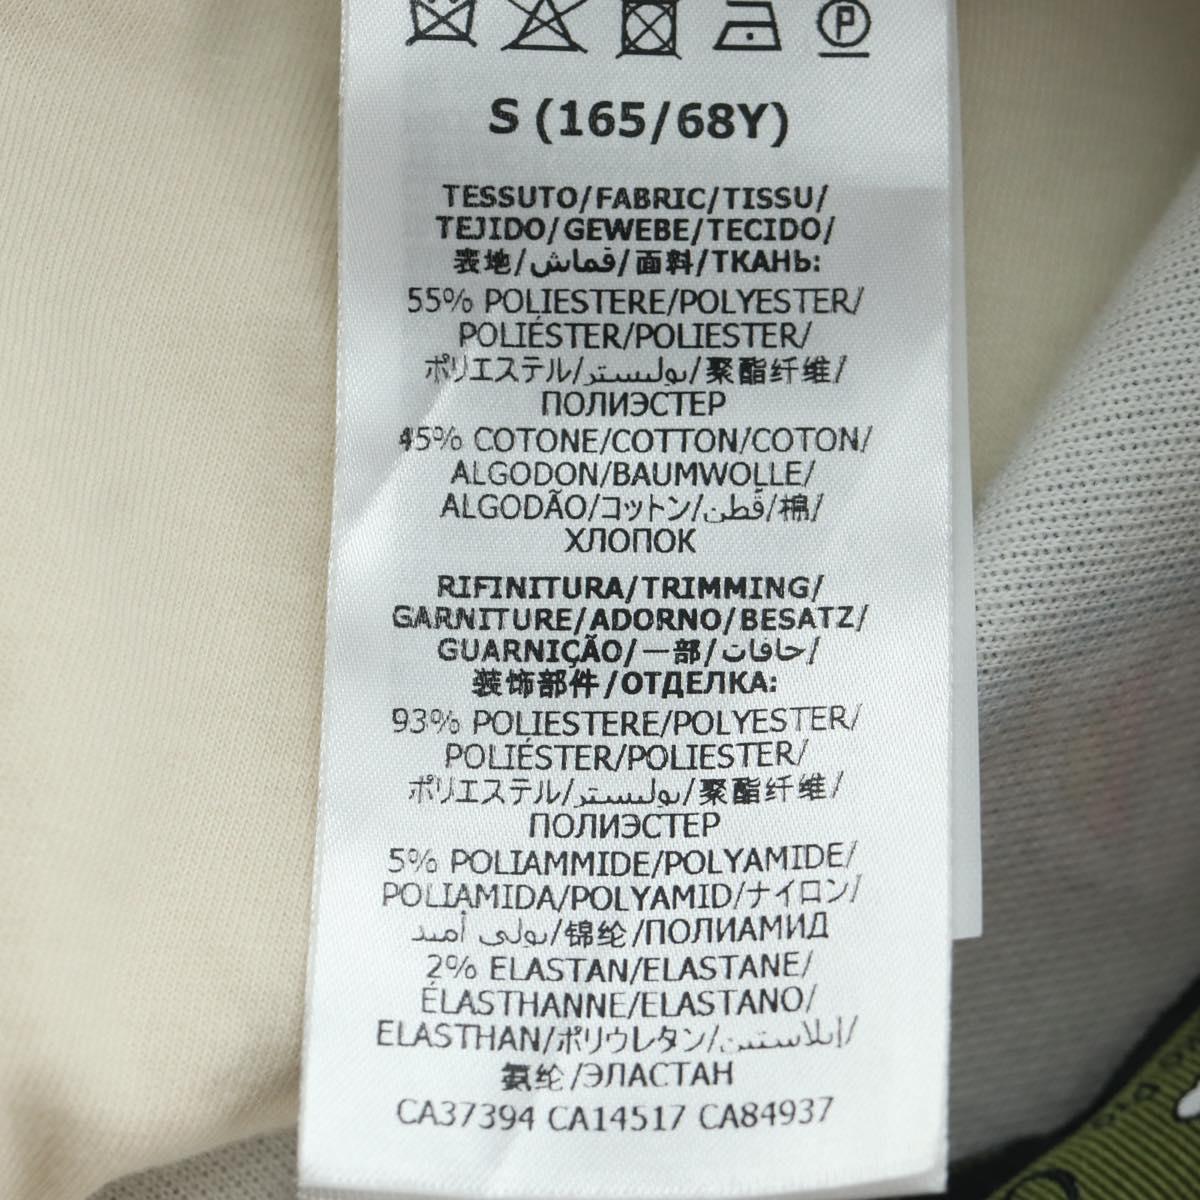 P
S (165/68Y)
TESSUTO/FABRIC/TISSU/
TEJIDO/GEWEBE/TECIDO/
表地/قماش/面料/ТКАНЬ:
55% POLIESTERE/POLYESTER/
POLIÉSTER/POLIESTER/
ポリエステル/بوليستر/聚酯纤维/
ПОЛИЭСТЕР
45% COTONE/COTTON/COTON/
ALGODON/BAUMWOLLE/
ALGODÃO/コットン/قطن/棉/
ХЛОПОК
RIFINITURA/TRIMMING/
GARNITURE/ADORNO/BESATZ/
GUARNIÇÃO/一部/حافات/
装饰部件/ОТДЕЛКА:
93% POLIESTERE/POLYESTER/
POLIÉSTER/POLIESTER/
ポリエステル/بوليستر/聚酯纤维/
ПОЛИЭСТЕР
5% POLIAMMIDE/POLYAMIDE/
POLIAMIDA/POLYAMID/ナイロン/
بولي أميد/锦纶/ПОЛИАМИД
2% ELASTAN/ELASTANE/
ÉLASTHANNE/ELASTANO/
ELASTHAN/ポリウレタン/إيلاستين/
氨纶/ЭЛАСТАН
CA37394 CA14517 CA84937